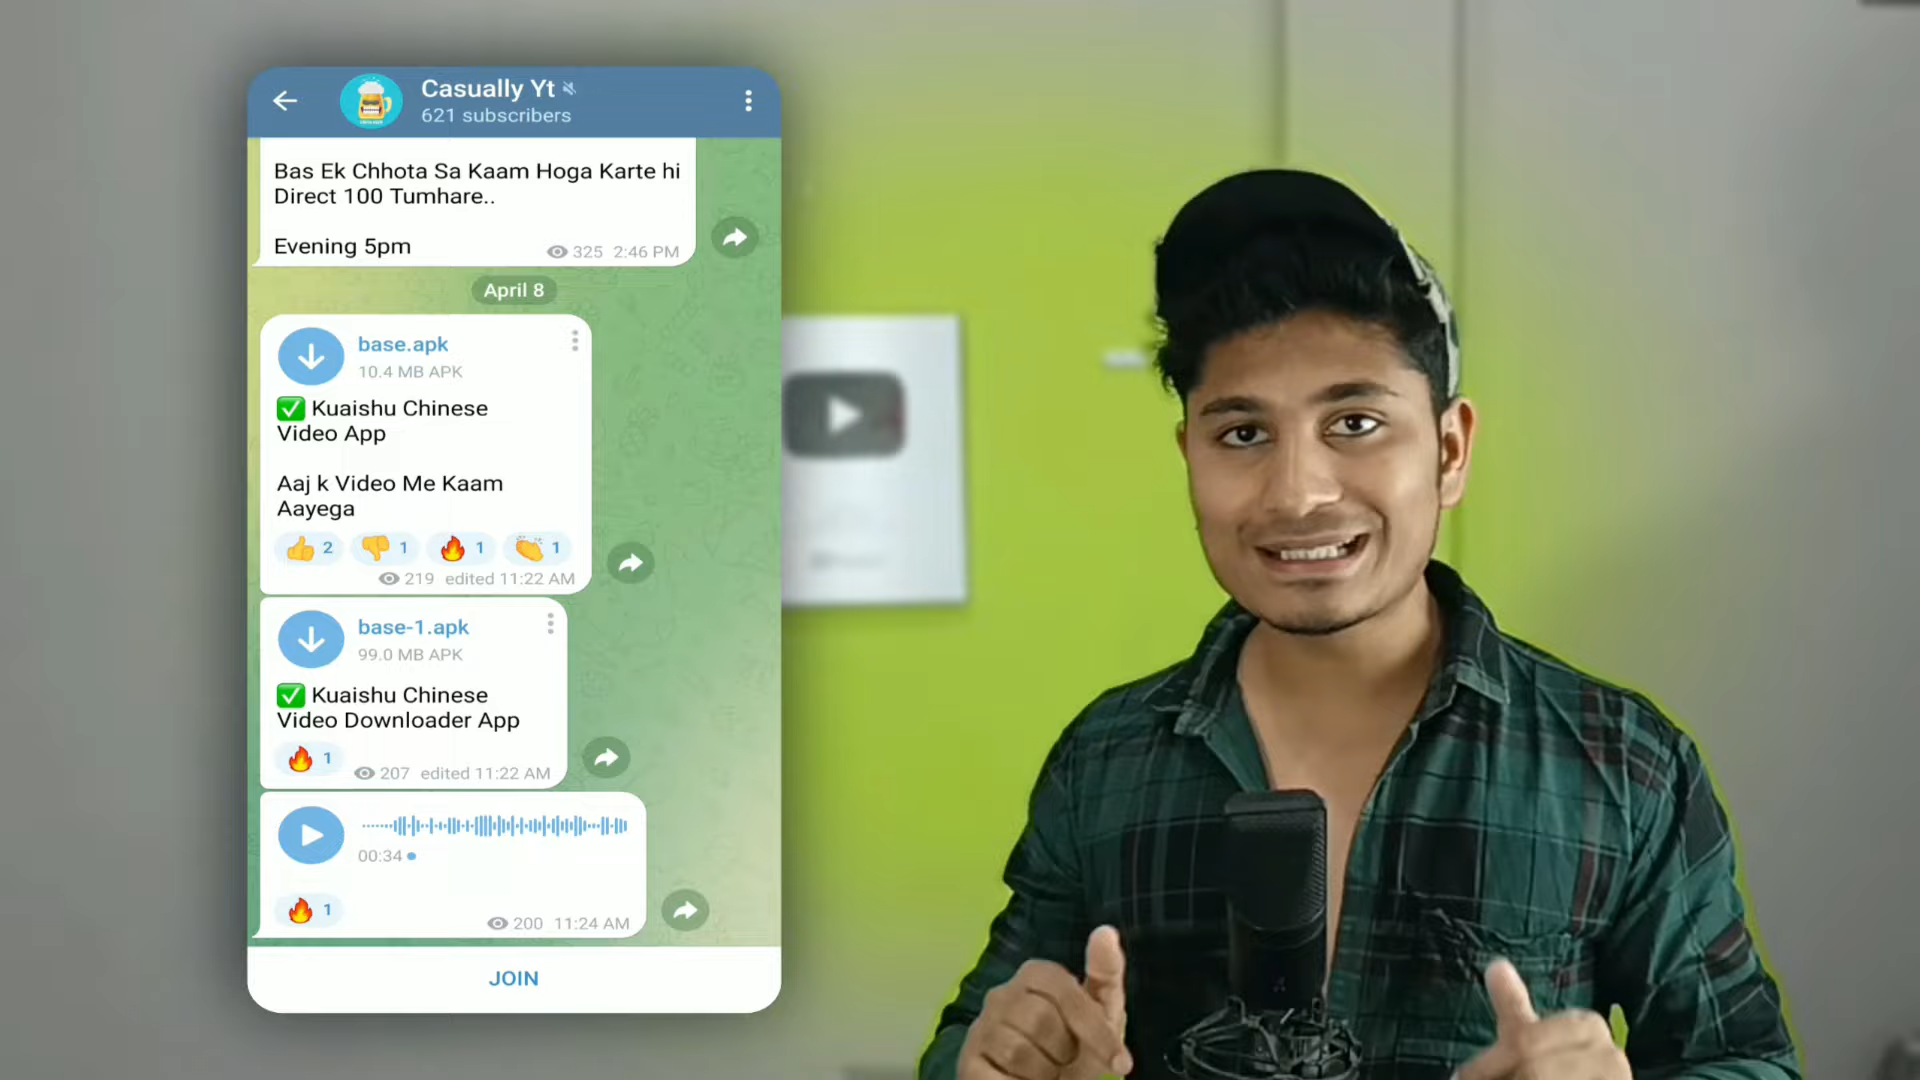 Casually Yt
621 subscribers
Bas Ek Chhota Sa Kaam Hoga Karte hi
Direct 100 Tumhare..
Evening 5pm
325 2:46 PM
April 8
base.apk
10.4 MB APK
✅ Kuaishu Chinese
Video App
Aaj k Video Me Kaam
Aayega
👍 2 👎 1 🔥 1 👏 1
219 edited 11:22 AM
base-1.apk
99.0 MB APK
✅ Kuaishu Chinese
Video Downloader App
🔥 1
207 edited 11:22 AM
00:34
🔥 1
200 11:24 AM
JOIN